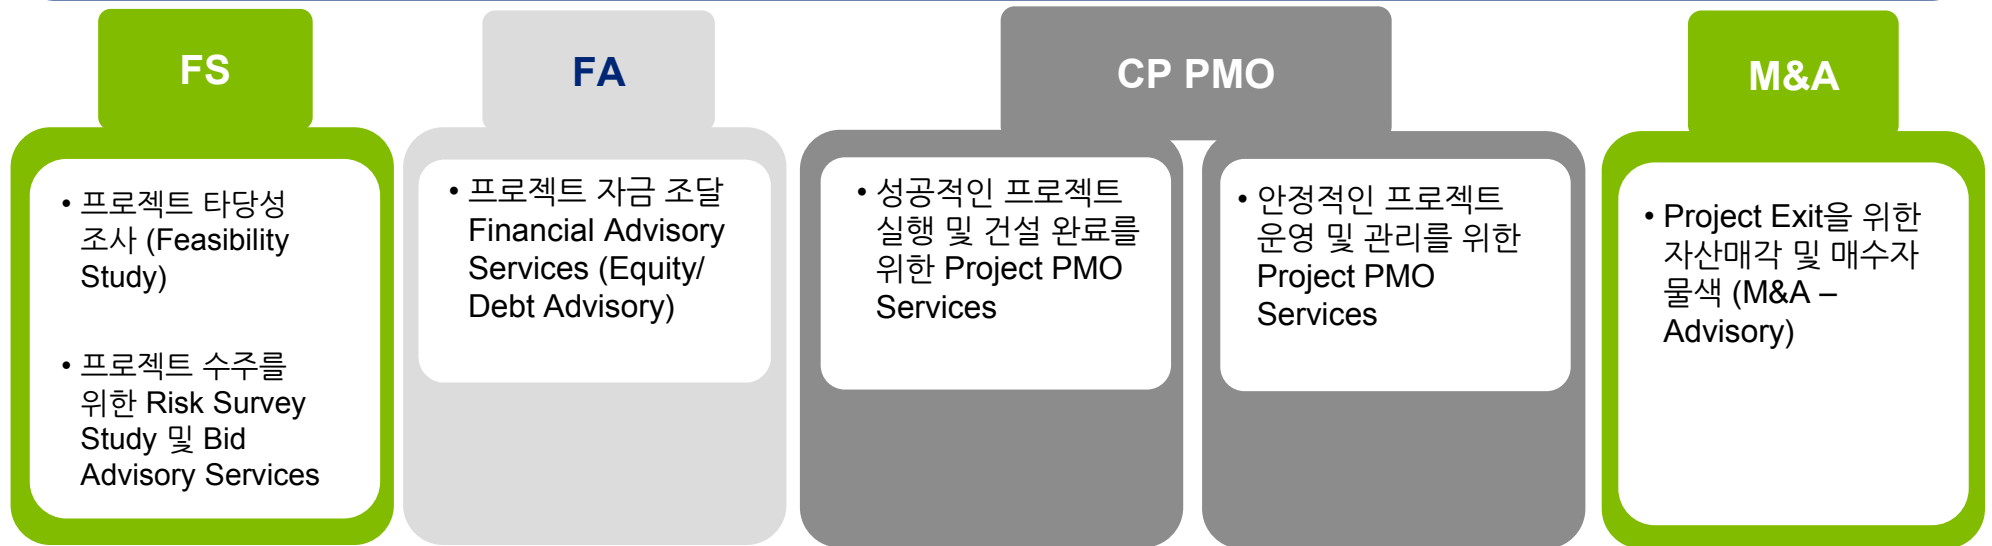 FS
• 프로젝트 타당성
조사 (Feasibility
Study)
• 프로젝트 수주를
위한 Risk Survey
Study 및 Bid
Advisory Services
FA
• 프로젝트 자금 조달
Financial Advisory
Services (Equity/
Debt Advisory)
CP PMO
• 성공적인 프로젝트
실행 및 건설 완료를
위한 Project PMO
Services
• 안정적인 프로젝트
운영 및 관리를 위한
Project PMO
Services
M&A
• Project Exit을 위한
자산매각 및 매수자
물색 (M&A –
Advisory)